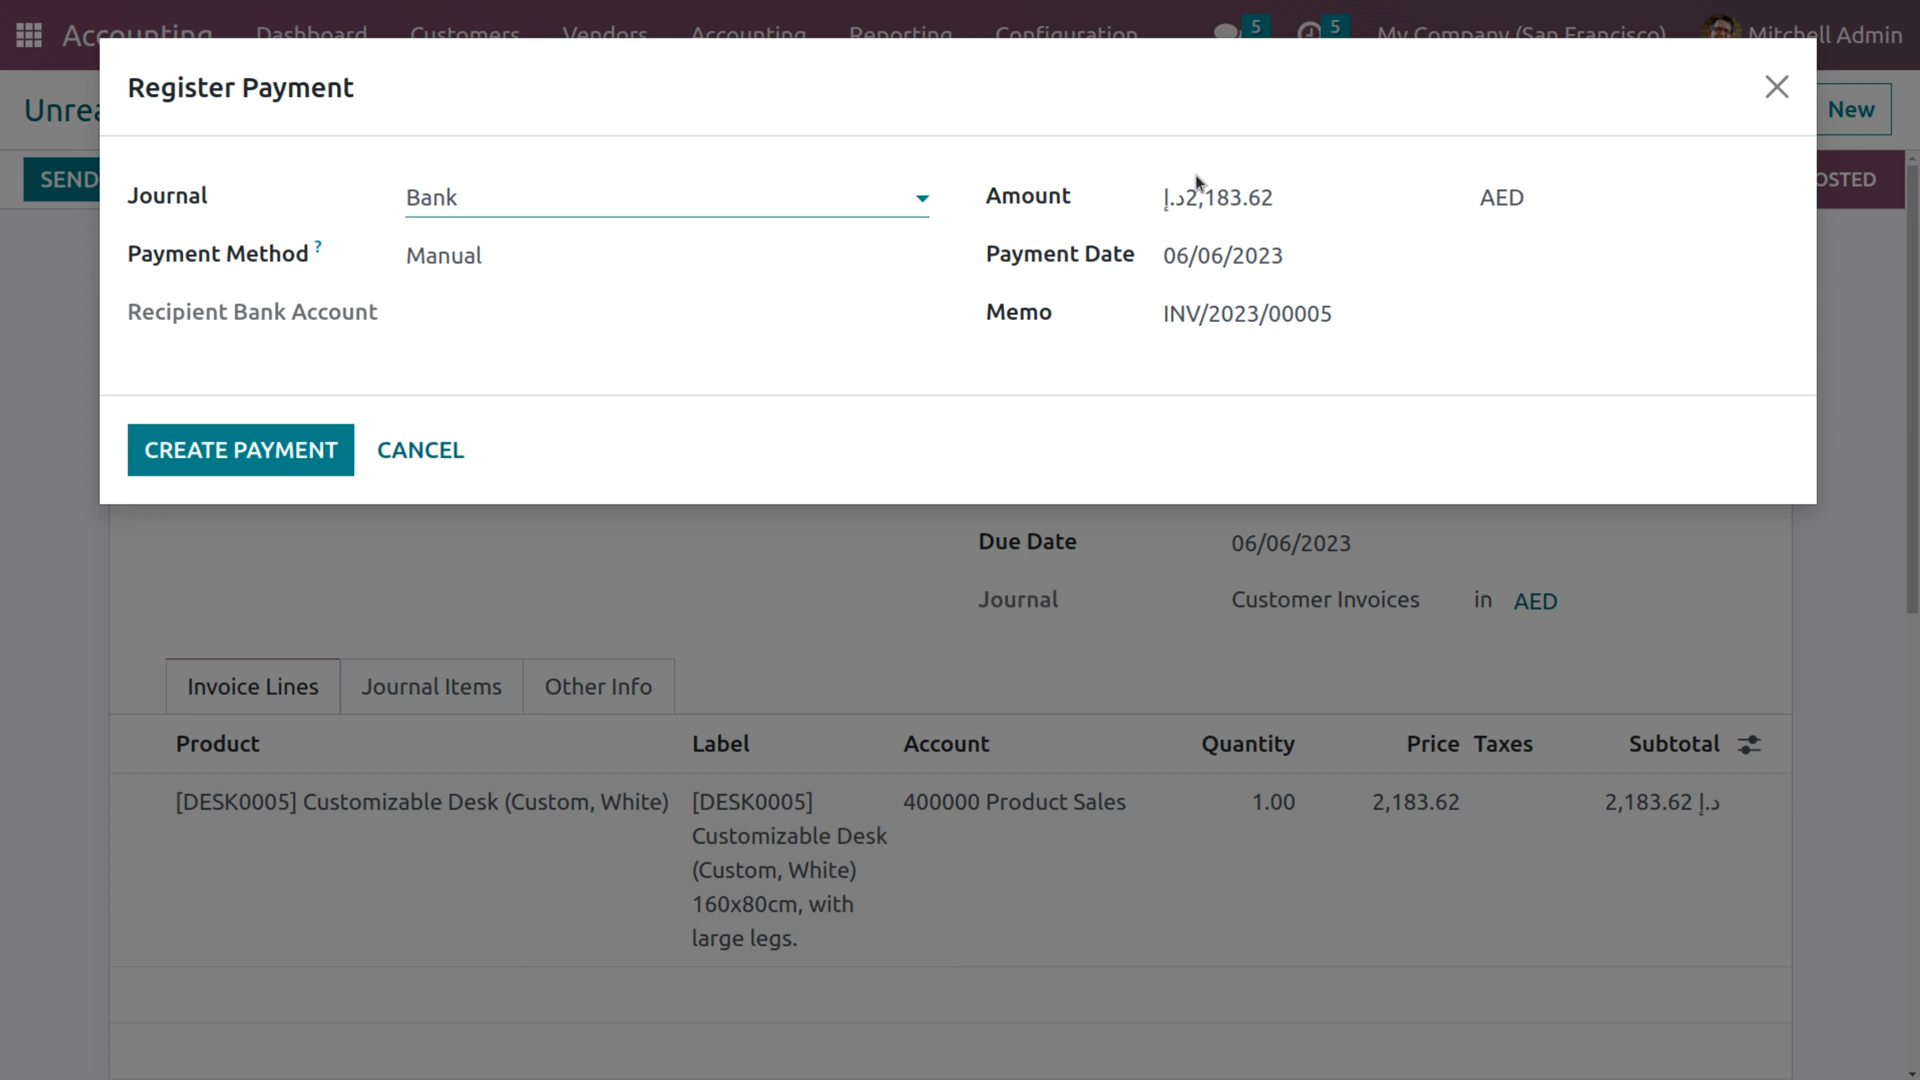 Accounting Dashboard Customers Vendors Accounting Reporting Configuration 5 5 My Company (San Francisco) Mitchell Admin
Register Payment
New
SEND
Journal Bank Amount 2,183.62د.إ AED
Payment Method ? Manual Payment Date 06/06/2023
Recipient Bank Account Memo INV/2023/00005
CREATE PAYMENT CANCEL
Due Date 06/06/2023
Journal Customer Invoices in AED
Invoice Lines Journal Items Other Info
Product Label Account Quantity Price Taxes Subtotal
[DESK0005] Customizable Desk (Custom, White) [DESK0005] 400000 Product Sales 1.00 2,183.62 2,183.62 د.إ
Customizable Desk
(Custom, White)
160x80cm, with
large legs.